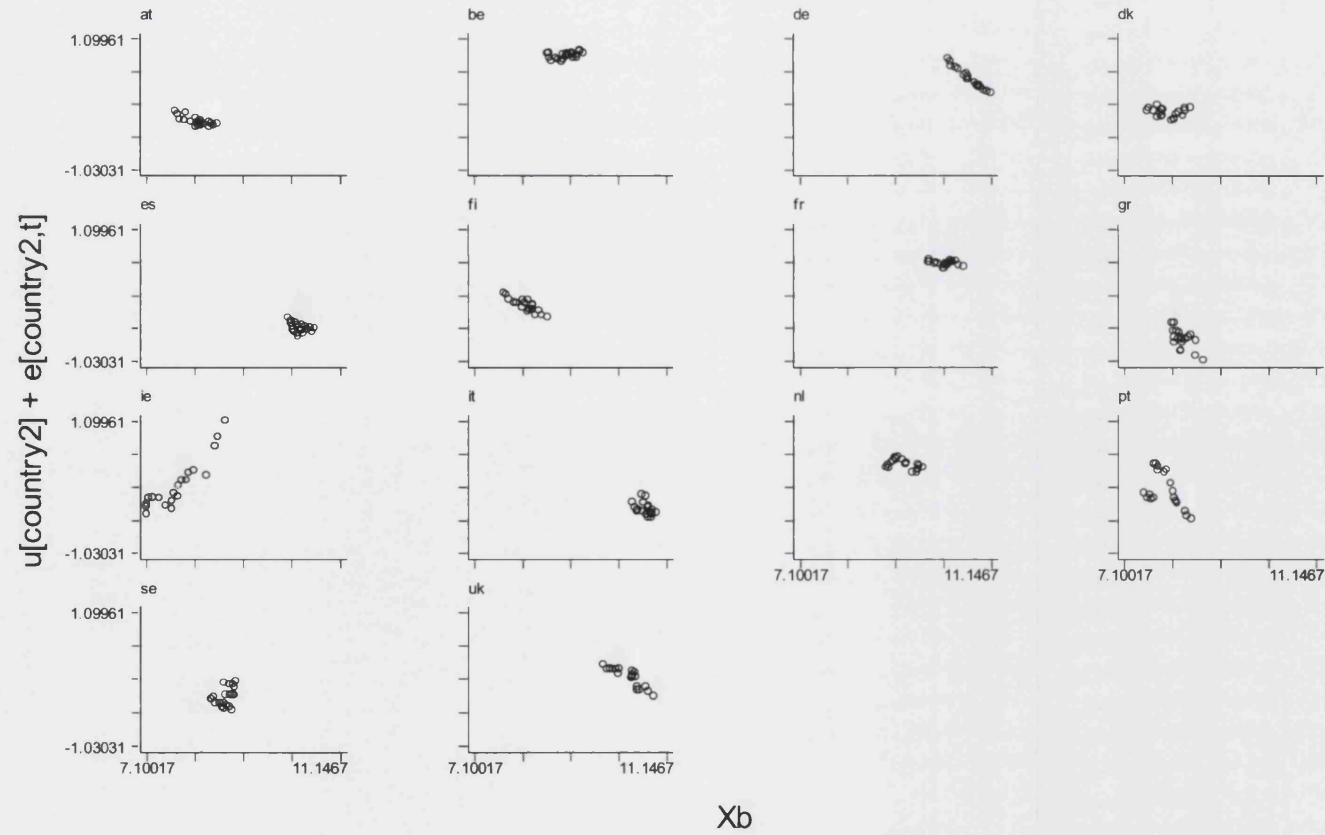 at be de dk
1.09961
-1.03031
es fi fr gr
1.09961
-1.03031
ie it nl pt
1.09961
-1.03031
7.10017 11.1467 7.10017 11.1467
se uk
1.09961
-1.03031
7.10017 11.1467 7.10017 11.1467
u[country2] + e[country2,t]
Xb